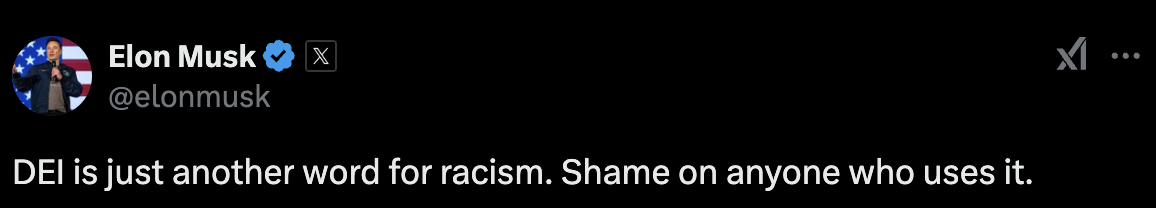 Elon Musk
@elonmusk
DEI is just another word for racism. Shame on anyone who uses it.